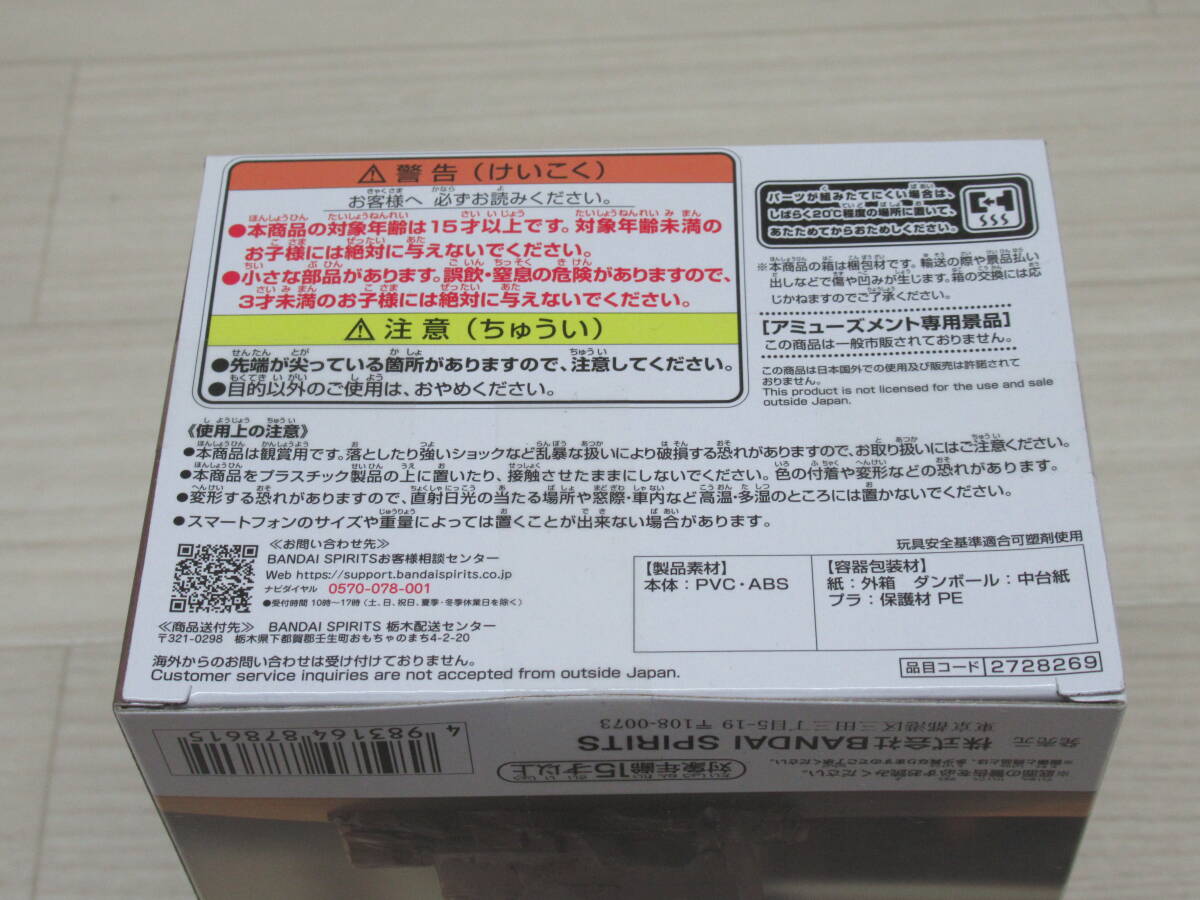 ⚠警告(けいこく)
お客様へ 必ずお読みください。
●本商品の対象年齢は15才以上です。対象年齢未満の
お子様には絶対に与えないでください。
●小さな部品があります。誤飲・窒息の危険がありますので、
3才未満のお子様には絶対に与えないでください。
⚠注意(ちゅうい)
●先端が尖っている箇所がありますので、注意してください。
●目的以外のご使用は、おやめください。
パーツが組みたてにくい場合は、
しばらく20℃程度の場所に置いて、
あたためてからおためしください。
※本商品の箱は梱包材です。輸送の際や景品払い
出しなどで傷や凹みが生じます。箱の交換には応
じかねますのでご了承ください。
[アミューズメント専用景品]
この商品は一般市販されておりません。
この商品は日本国外での使用及び販売は許諾されて
おりません。
This product is not licensed for the use and sale
outside Japan.
《使用上の注意》
●本商品は観賞用です。落としたり強いショックなど乱暴な扱いにより破損する恐れがありますので、お取り扱いにはご注意ください。
●本商品をプラスチック製品の上に置いたり、接触させたままにしないでください。色の付着や変形などの恐れがあります。
●変形する恐れがありますので、直射日光の当たる場所や窓際・車内など高温・多湿のところには置かないでください。
●スマートフォンのサイズや重量によっては置くことが出来ない場合があります。
玩具安全基準適合可塑剤使用
≪お問い合わせ先≫
BANDAI SPIRITSお客様相談センター
Web https://support.bandaispirits.co.jp
ナビダイヤル 0570-078-001
●受付時間 10時〜17時(土、日、祝日、夏季・冬季休業日を除く)
≪商品送付先≫ BANDAI SPIRITS 栃木配送センター
〒321-0298 栃木県下都賀郡壬生町おもちゃのまち4-2-20
【製品素材】
本体:PVC・ABS
【容器包装材】
紙:外箱 ダンボール:中台紙
プラ:保護材 PE
海外からのお問い合わせは受け付けておりません。
Customer service inquiries are not accepted from outside Japan.
品目コード 2728269
※底面の警告を必ずお読みください。
対象年齢15才以上
発売元 株式会社BANDAI SPIRITS
東京都港区三田三丁目5-19 〒108-0073
4 983164 878615